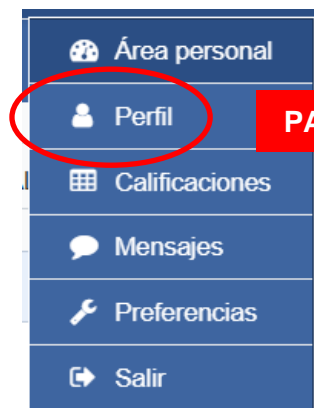 Área personal
Perfil
PA
Calificaciones
Mensajes
Preferencias
Salir